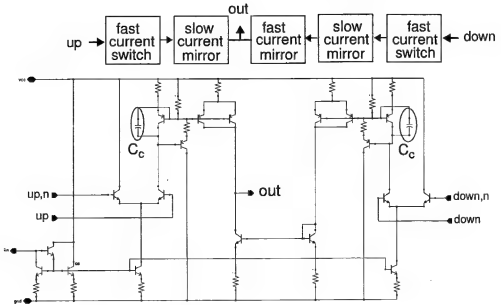 out
up
fast current switch
slow current mirror
fast current mirror
slow current mirror
fast current switch
down
vcc
Cc
Cc
up,n
up
out
down,n
down
gnd